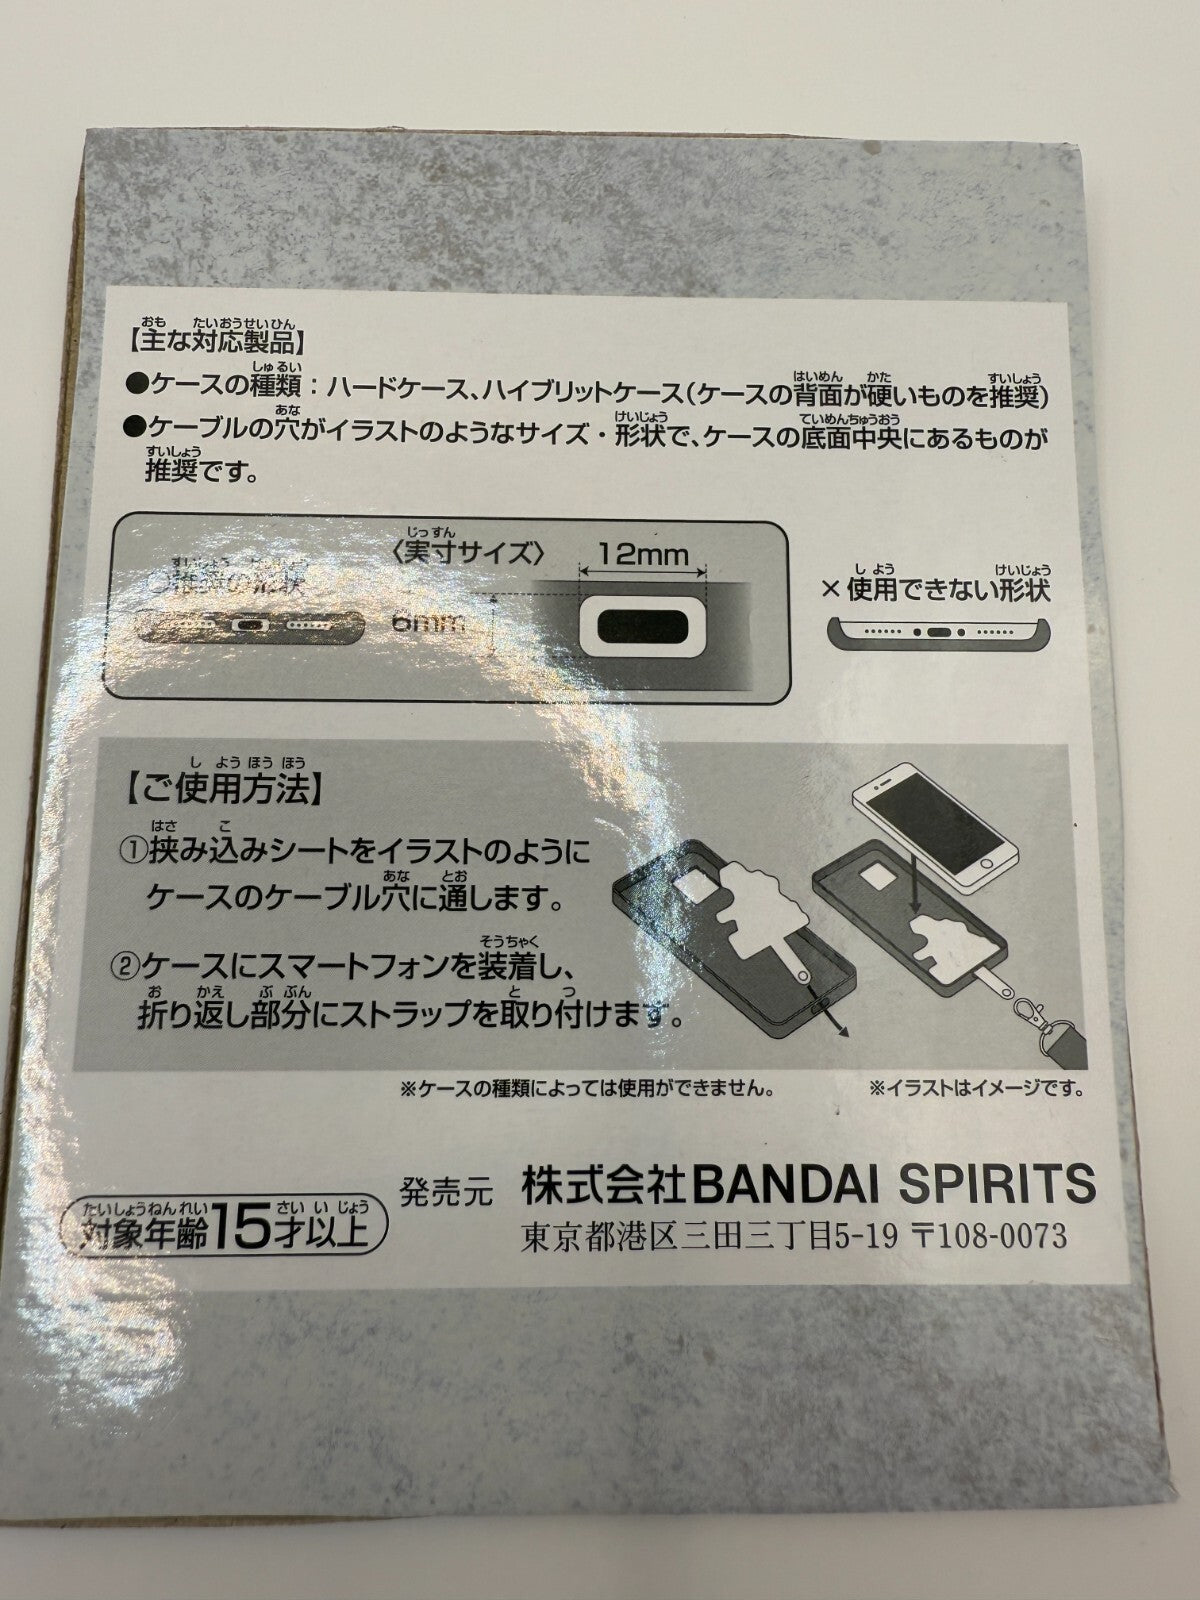 【主な対応製品】
●ケースの種類：ハードケース、ハイブリットケース(ケースの背面が硬いものを推奨)
●ケーブルの穴がイラストのようなサイズ・形状で、ケースの底面中央にあるものが
推奨です。
〈実寸サイズ〉 12mm
○推奨の形状
6mm
×使用できない形状
【ご使用方法】
①挟み込みシートをイラストのように
ケースのケーブル穴に通します。
②ケースにスマートフォンを装着し、
折り返し部分にストラップを取り付けます。
※ケースの種類によっては使用ができません。 ※イラストはイメージです。
対象年齢15才以上
発売元 株式会社BANDAI SPIRITS
東京都港区三田三丁目5-19 〒108-0073